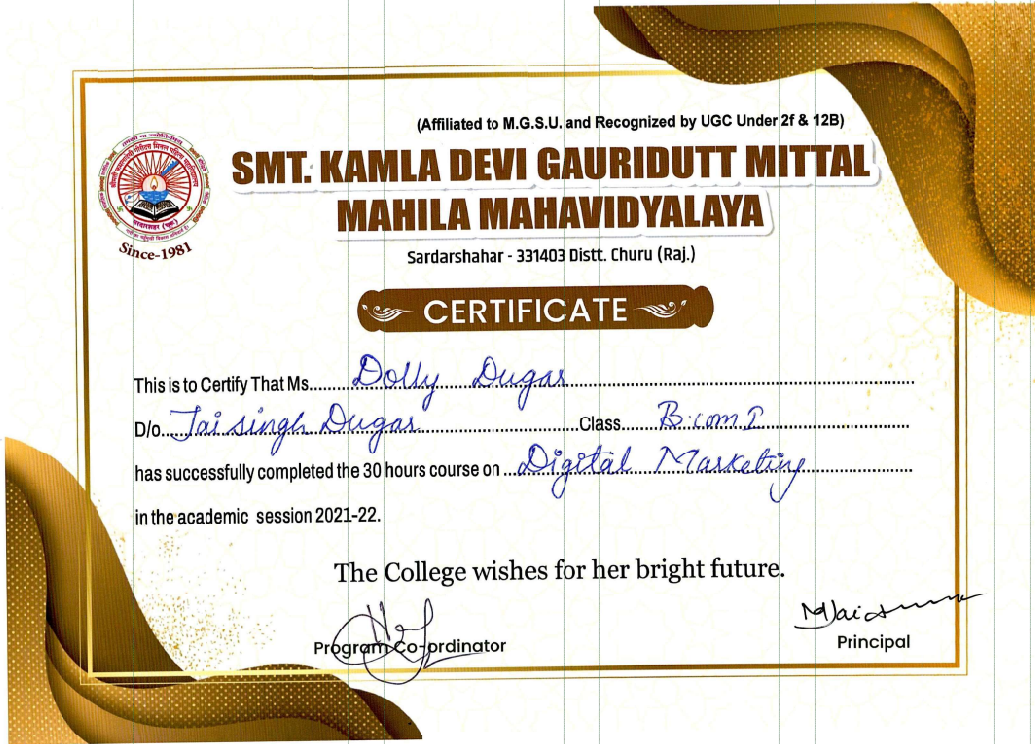 (Affiliated to M.G.S.U. and Recognized by UGC Under 2f & 12B)
SMT. KAMLA DEVI GAURIDUTT MITTAL
MAHILA MAHAVIDYALAYA
Sardarshahar - 331403 Distt. Churu (Raj.)
Since-1981
CERTIFICATE
This is to Certify That Ms. Dolly Dugar
D/o. Jai singh Dugar Class B.com I
has successfully completed the 30 hours course on Digital Marketing
in the academic session 2021-22.
The College wishes for her bright future.
Program Co-prdinator
Principal